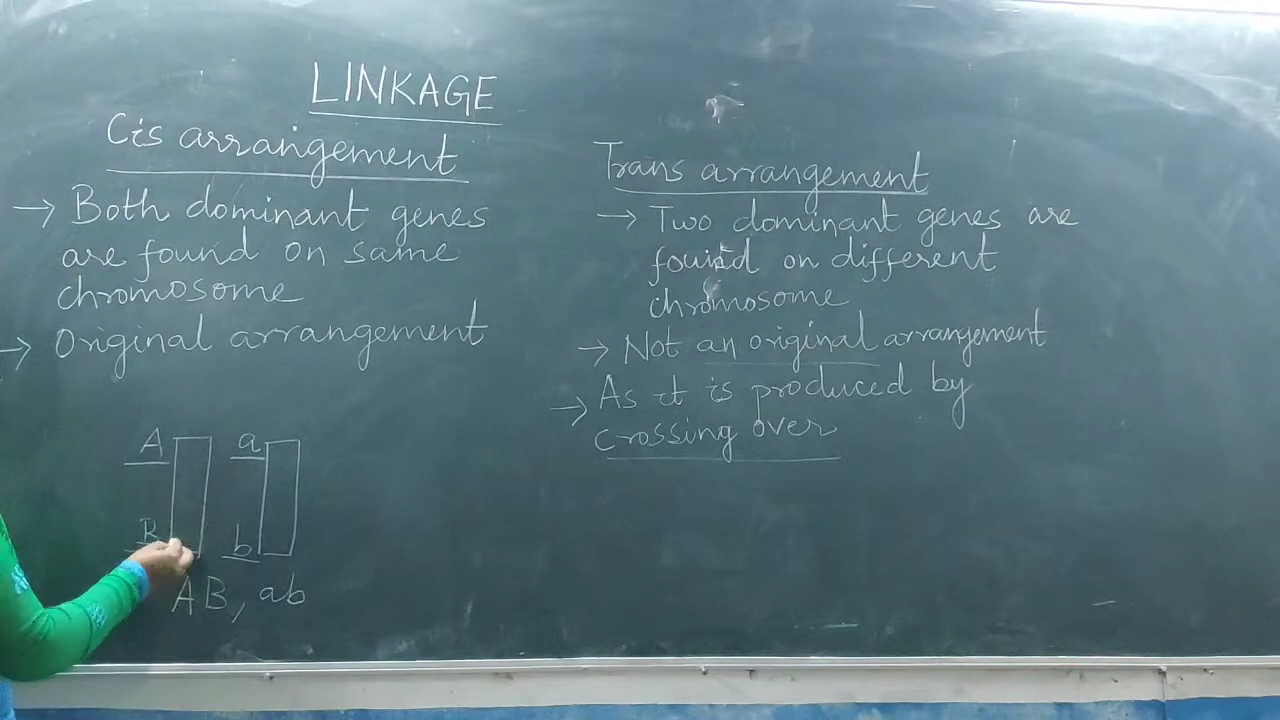 LINKAGE
Cis arrangement
→ Both dominant genes
are found on same
chromosome
→ Original arrangement
A a
B b
AB, ab
Trans arrangement
→ Two dominant genes are
found on different
chromosome
→ Not an original arrangement
→ As it is produced by
crossing over